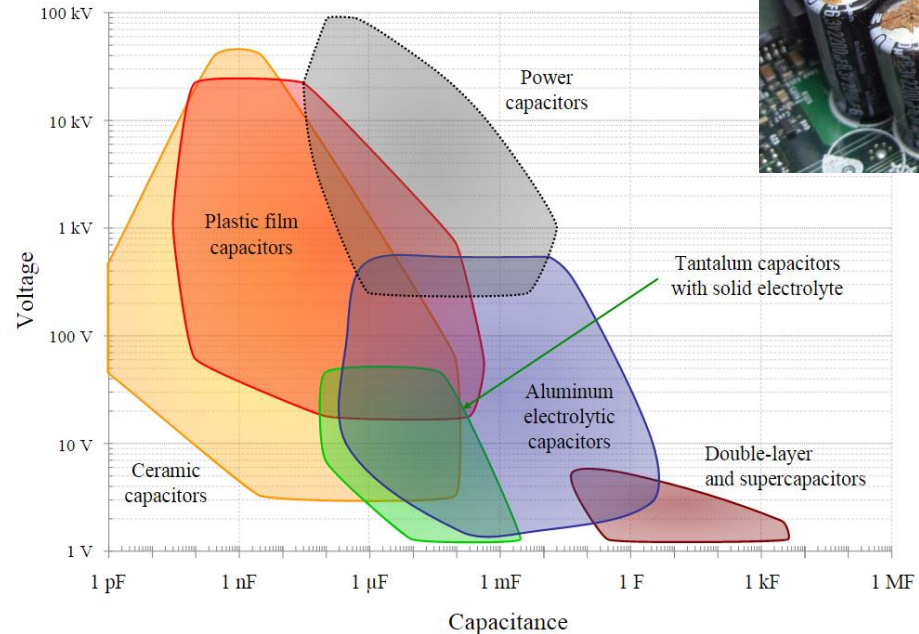 100 kV
10 kV
1 kV
100 V
10 V
1 V
Voltage
Power
capacitors
Plastic film
capacitors
Tantalum capacitors
with solid electrolyte
Aluminum
electrolytic
capacitors
Ceramic
capacitors
Double-layer
and supercapacitors
1 pF
1 nF
1 μF
1 mF
1 F
1 kF
1 MF
Capacitance